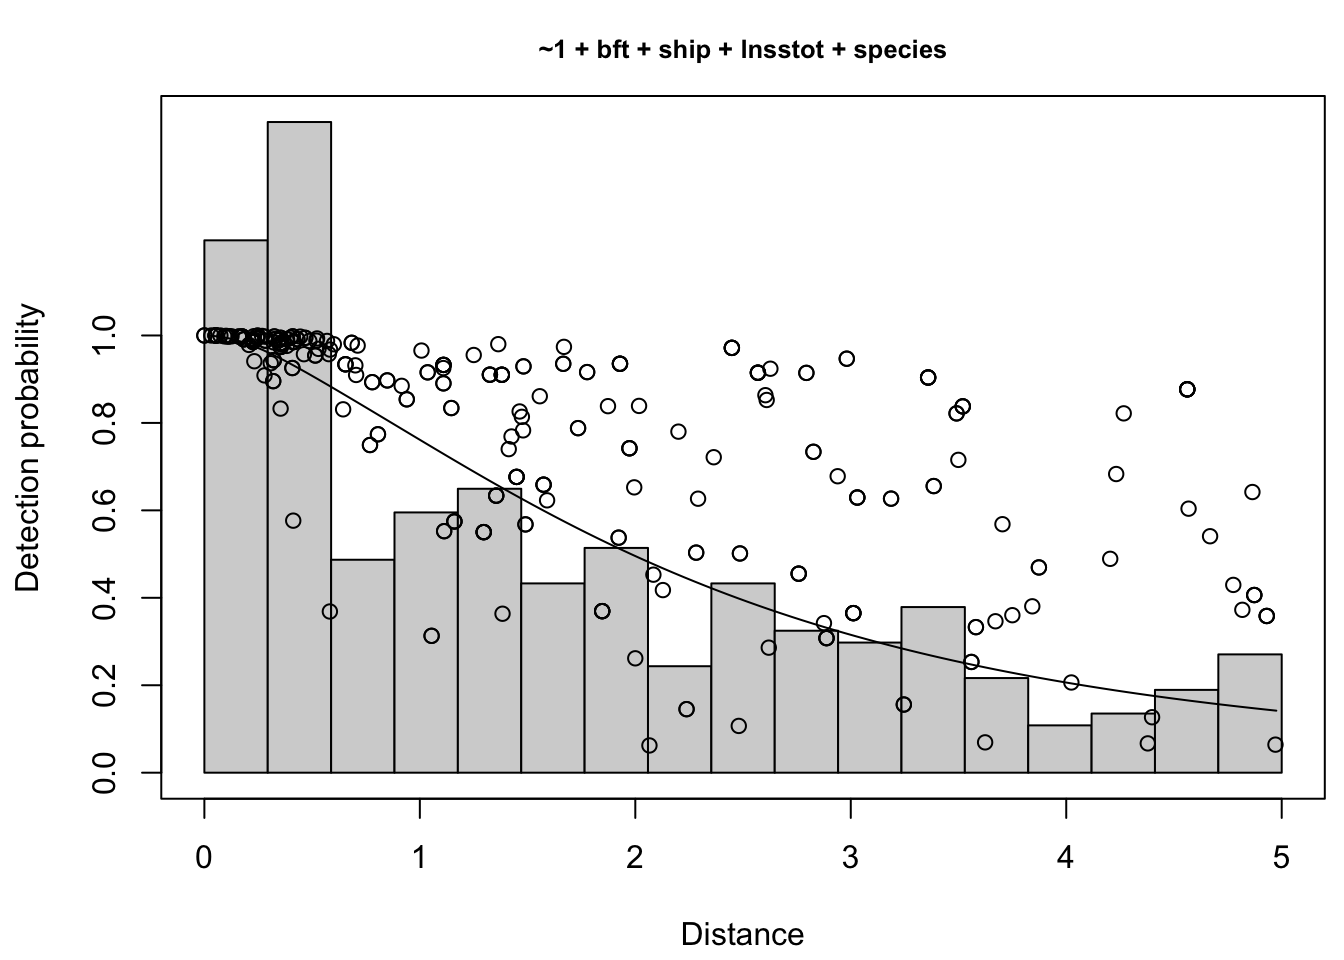 ~1 + bft + ship + lnsstot + species
Detection probability
1.0
0.8
0.6
0.4
0.2
0.0
0 1 2 3 4 5
Distance